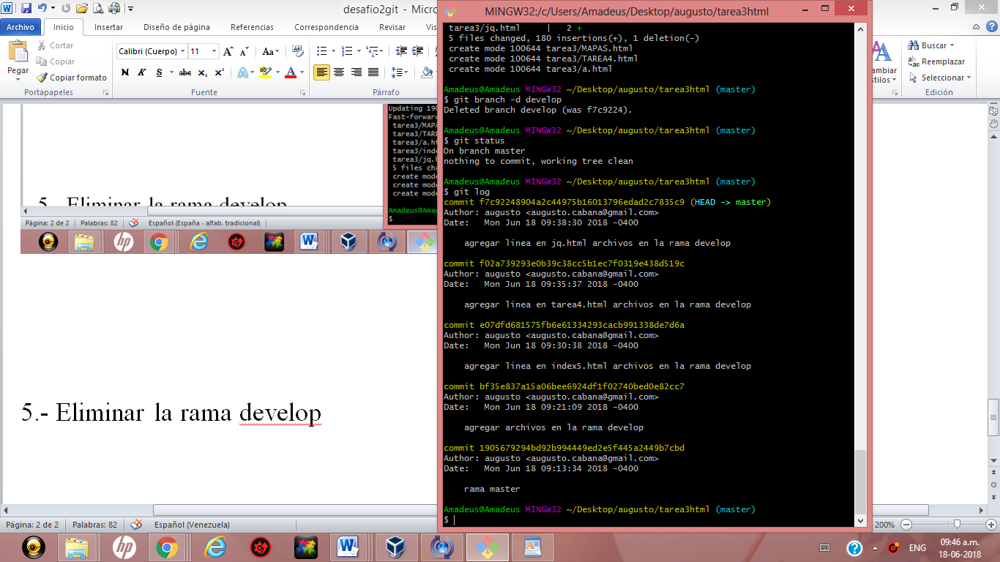 desafio2git - Micro
Archivo Inicio Insertar Diseño de página Referencias Correspondencia Revisar Vis
Pegar
Cortar
Copiar
Copiar formato
Portapapeles
Calibri (Cuerpo) 11
N K S abc x₂ x²
Fuente
Párrafo
ambiar
stilos
Buscar
Reemplazar
Seleccionar
Edición
Updating 190
Fast-forward
tarea3/MAPA
tarea3/TARE
tarea3/a.ht
tarea3/inde
tarea3/jq.h
5 files cha
create mode
create mode
create mode
Amadeus@Amad
$
5.- Eliminar la rama develop
Página: 2 de 2 Palabras: 82 Español (España - alfab. tradicional)
5.- Eliminar la rama develop
Página: 2 de 2 Palabras: 82 Español (Venezuela)
200%
MINGW32:/c/Users/Amadeus/Desktop/augusto/tarea3html
tarea3/jq.html | 2 +
5 files changed, 180 insertions(+), 1 deletion(-)
create mode 100644 tarea3/MAPAS.html
create mode 100644 tarea3/TAREA4.html
create mode 100644 tarea3/a.html
Amadeus@Amadeus MINGW32 ~/Desktop/augusto/tarea3html (master)
$ git branch -d develop
Deleted branch develop (was f7c9224).
Amadeus@Amadeus MINGW32 ~/Desktop/augusto/tarea3html (master)
$ git status
On branch master
nothing to commit, working tree clean
Amadeus@Amadeus MINGW32 ~/Desktop/augusto/tarea3html (master)
$ git log
commit f7c92248904a2c44975b16013796edad2c7835c9 (HEAD -> master)
Author: augusto <augusto.cabana@gmail.com>
Date: Mon Jun 18 09:38:30 2018 -0400
agregar linea en jq.html archivos en la rama develop
commit f02a739293e0b39c38cc5b1ec7f0319e438d519c
Author: augusto <augusto.cabana@gmail.com>
Date: Mon Jun 18 09:35:37 2018 -0400
agregar linea en tarea4.html archivos en la rama develop
commit e07dfd681575fb6e61334293cacb991338de7d6a
Author: augusto <augusto.cabana@gmail.com>
Date: Mon Jun 18 09:30:38 2018 -0400
agregar linea en index5.html archivos en la rama develop
commit bf35e837a15a06bee6924df1f02740bed0e82cc7
Author: augusto <augusto.cabana@gmail.com>
Date: Mon Jun 18 09:21:09 2018 -0400
agregar archivos en la rama develop
commit 1905679294bd92b994449ed2e5f445a2449b7cbd
Author: augusto <augusto.cabana@gmail.com>
Date: Mon Jun 18 09:13:34 2018 -0400
rama master
Amadeus@Amadeus MINGW32 ~/Desktop/augusto/tarea3html (master)
$
ENG
09:46 a.m.
18-06-2018